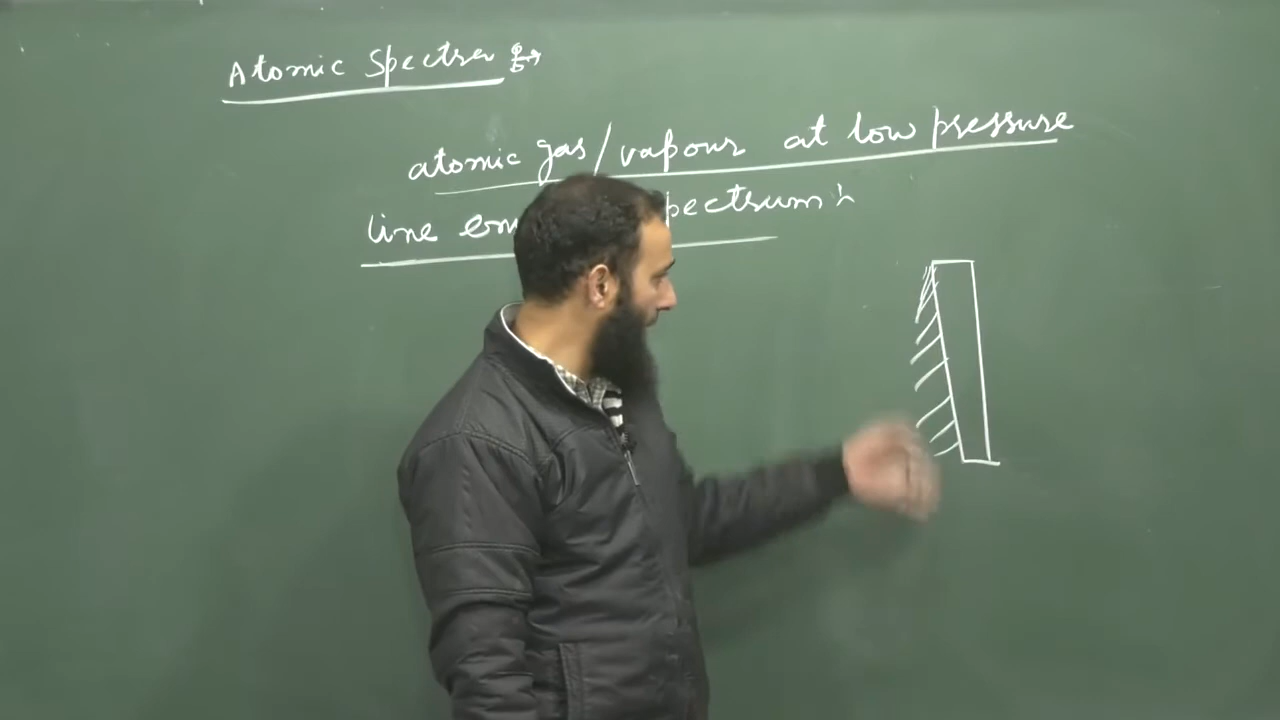 Atomic Spectra :→
atomic gas/vapour at low pressure
line